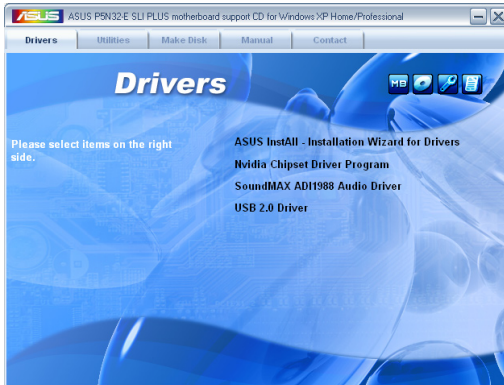 ASUS ASUS P5N32-E SLI PLUS motherboard support CD for Windows XP Home/Professional
Drivers Utilities Make Disk Manual Contact
Drivers
MB
Please select items on the right
side.
ASUS InstAll - Installation Wizard for Drivers
Nvidia Chipset Driver Program
SoundMAX ADI1988 Audio Driver
USB 2.0 Driver